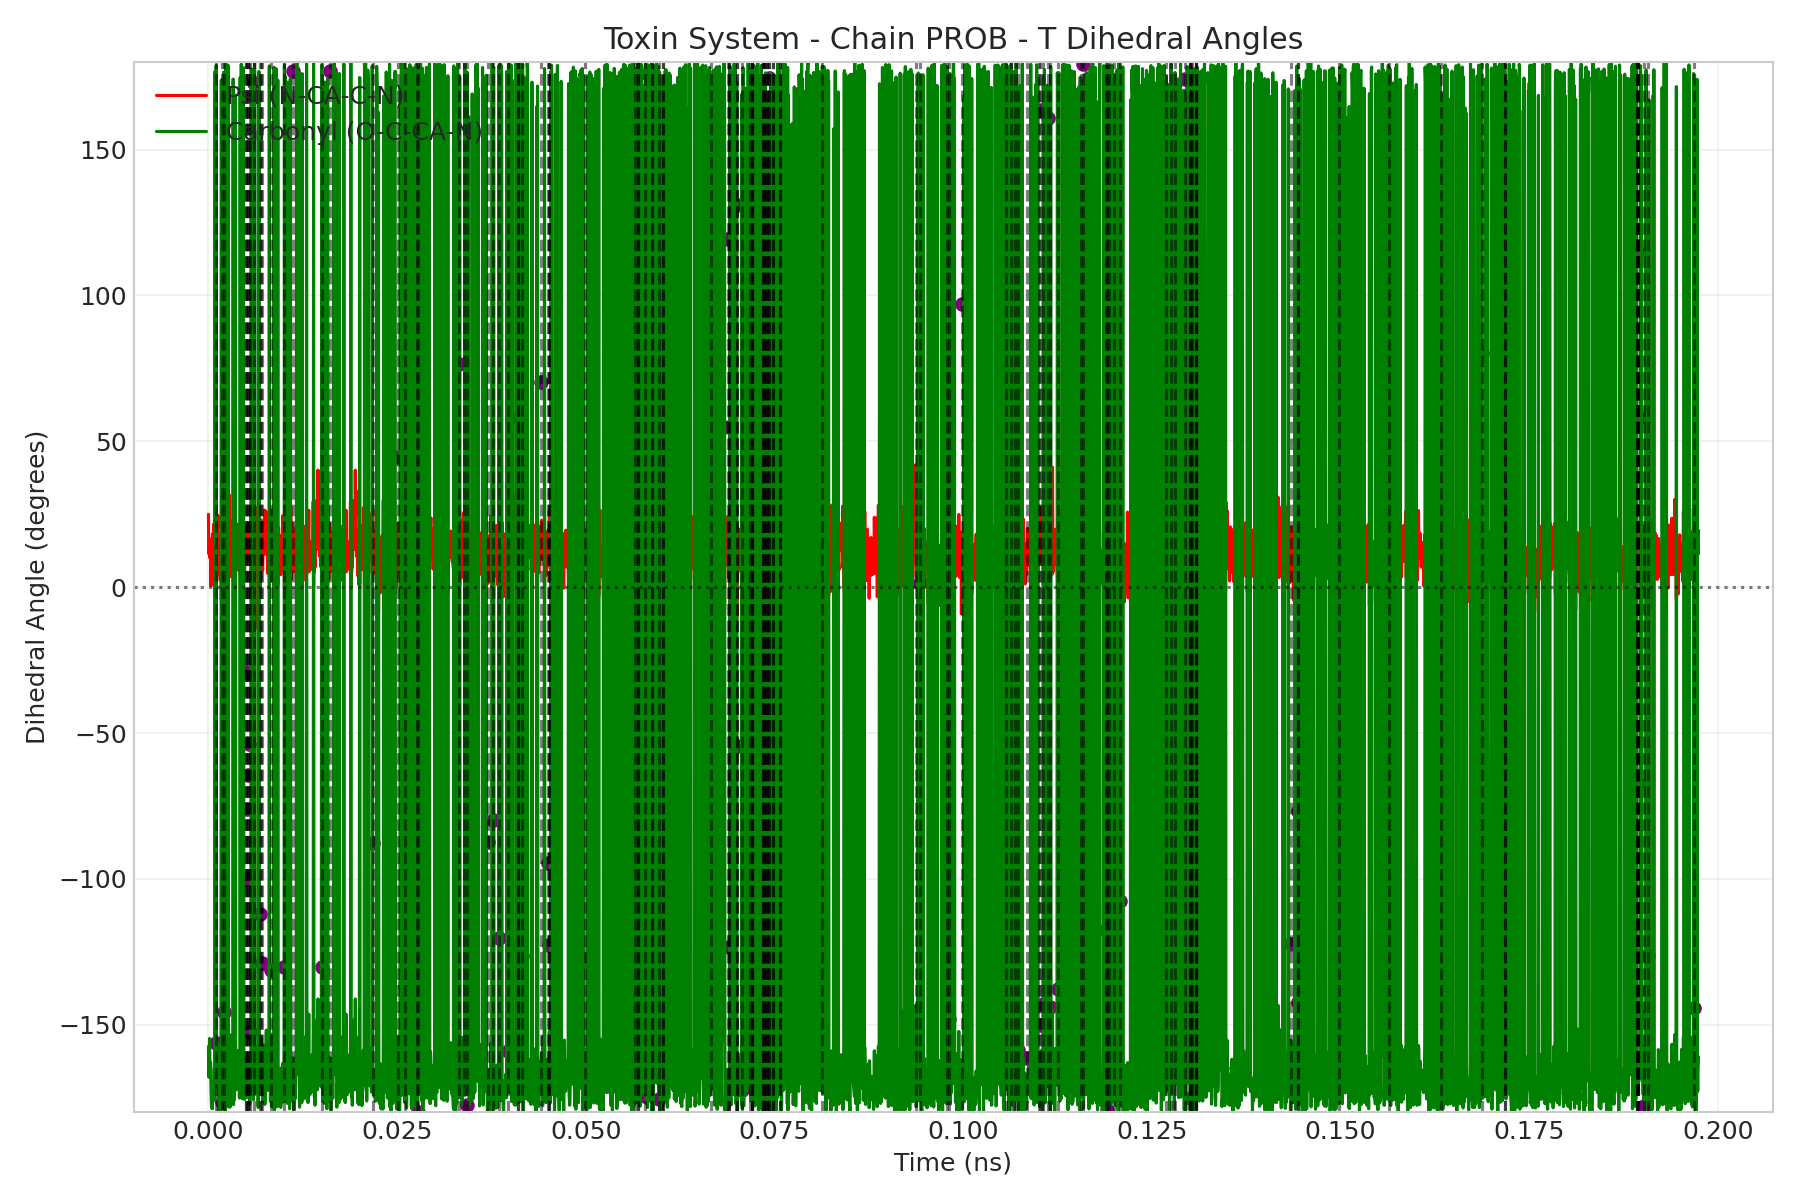 Toxin System - Chain PROB - T Dihedral Angles
Psi (N-CA-C-N)
Carbonyl (O-C-CA-N)
Dihedral Angle (degrees)
150
100
50
0
−50
−100
−150
0.000 0.025 0.050 0.075 0.100 0.125 0.150 0.175 0.200
Time (ns)